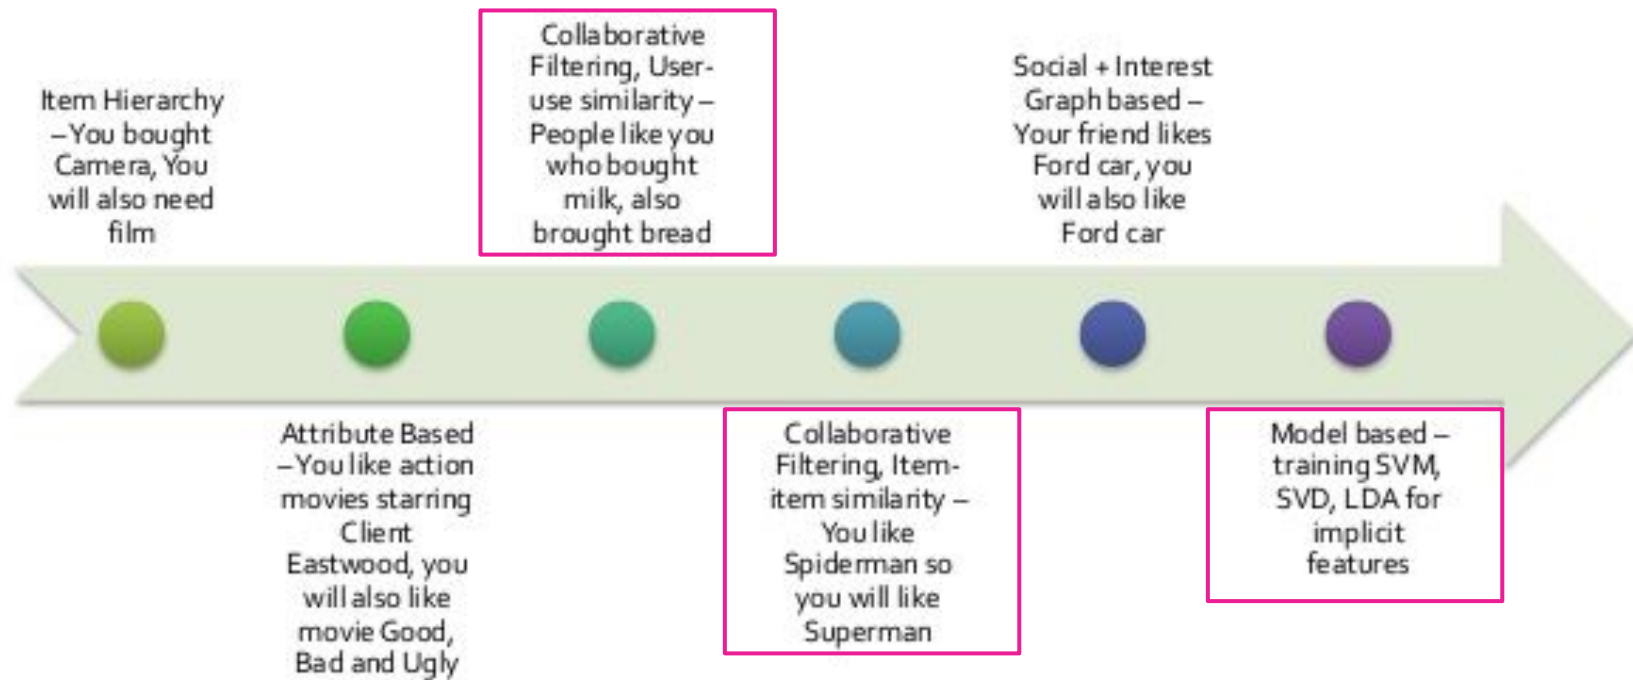 Item Hierarchy
– You bought
Camera, You
will also need
film
Attribute Based
– You like action
movies starring
Client
Eastwood, you
will also like
movie Good,
Bad and Ugly
Collaborative
Filtering, User-
use similarity –
People like you
who bought
milk, also
brought bread
Collaborative
Filtering, Item-
item similarity –
You like
Spiderman so
you will like
Superman
Social + Interest
Graph based –
Your friend likes
Ford car, you
will also like
Ford car
Model based –
training SVM,
SVD, LDA for
implicit
features